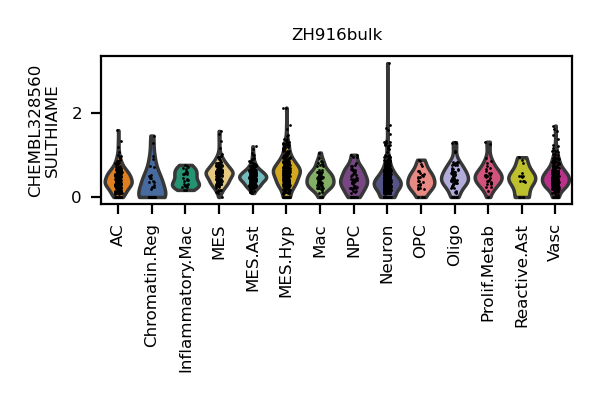 ZH916bulk
CHEMBL328560
SULTHIAME
2
0
AC
Chromatin.Reg
Inflammatory.Mac
MES
MES.Ast
MES.Hyp
Mac
NPC
Neuron
OPC
Oligo
Prolif.Metab
Reactive.Ast
Vasc